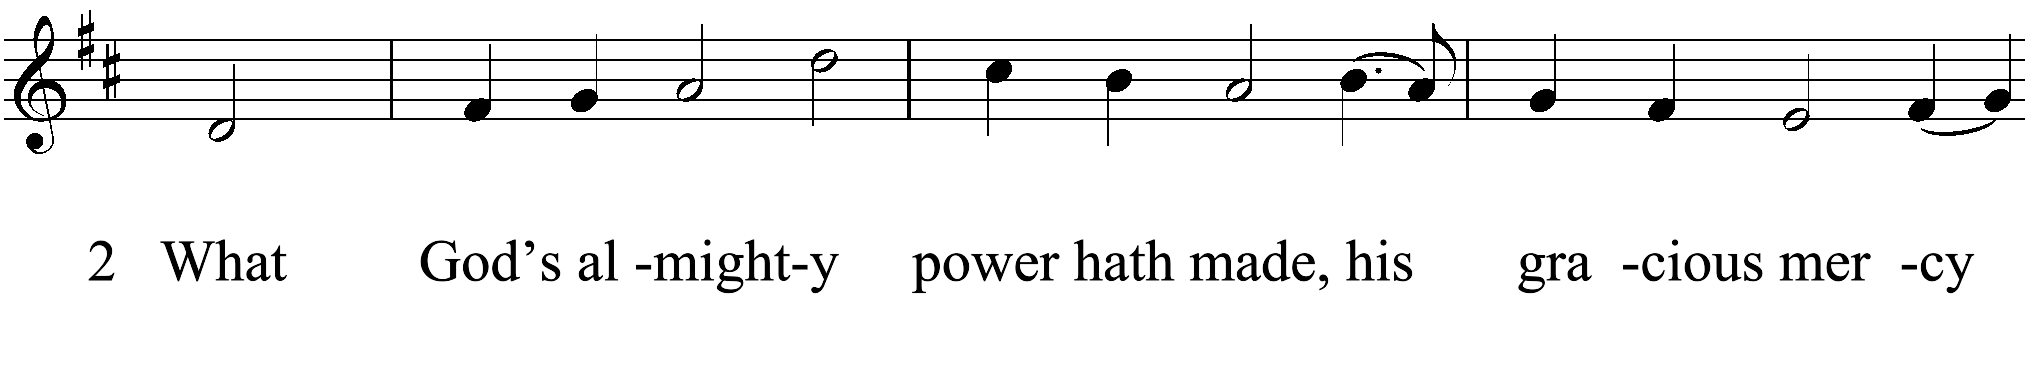 2 What God’s al -might-y power hath made, his gra -cious mer -cy